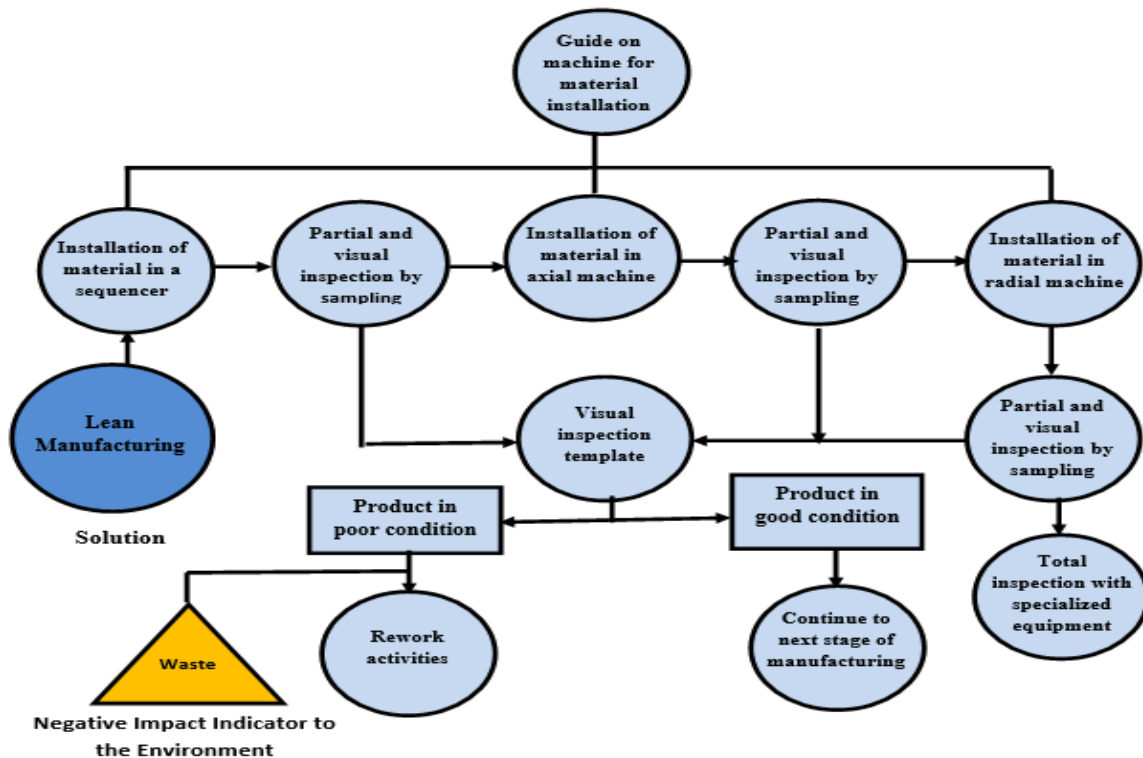 Guide on
machine for
material
installation
Installation of
material in a
sequencer
Partial and
visual
inspection by
sampling
Installation of
material in
axial machine
Partial and
visual
inspection by
sampling
Installation of
material in
radial machine
Lean
Manufacturing
Solution
Visual
inspection
template
Partial and
visual
inspection by
sampling
Product in
poor condition
Product in
good condition
Total
inspection with
specialized
equipment
Waste
Rework
activities
Continue to
next stage of
manufacturing
Negative Impact Indicator to
the Environment